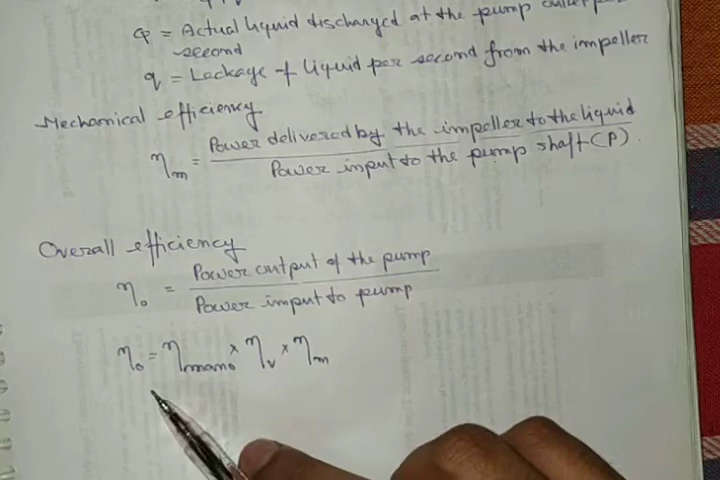 Q = Actual liquid discharged at the pump outlet per
second
q = Leckage of liquid per second from the impeller
Mechanical efficiency
ηm = Power delivered by the impeller to the liquid
Power input to the pump shaft (P)
Overall efficiency
ηo = Power output of the pump
Power input to pump
ηo = ηmano × ηv × ηm